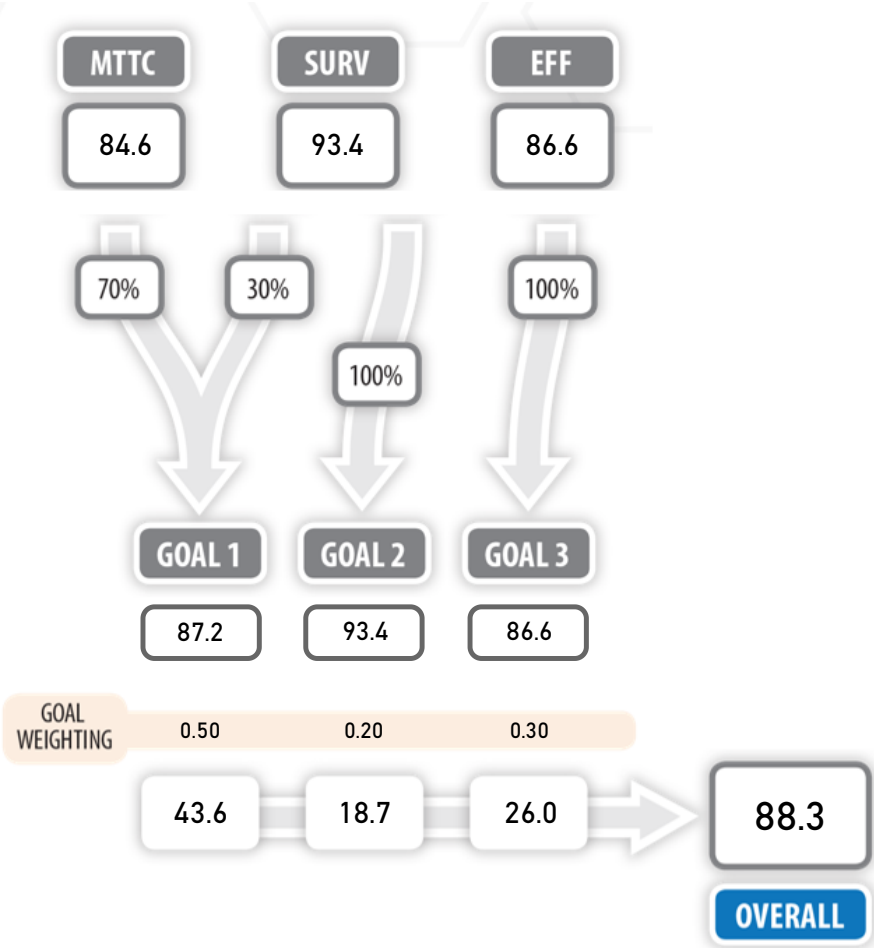 MTTC SURV EFF
84.6 93.4 86.6
70% 30% 100%
100%
GOAL 1 GOAL 2 GOAL 3
87.2 93.4 86.6
GOAL
WEIGHTING
0.50 0.20 0.30
43.6 18.7 26.0 88.3
OVERALL